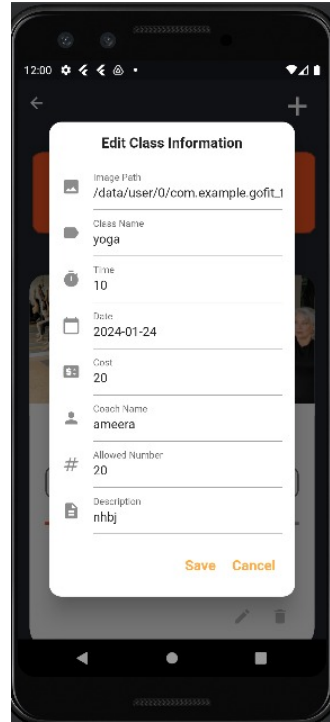 12:00
Edit Class Information
Image Path
/data/user/0/com.example.gofit_1
Class Name
yoga
Time
10
Date
2024-01-24
Cost
20
Coach Name
ameera
Allowed Number
20
Description
nhbj
Save Cancel